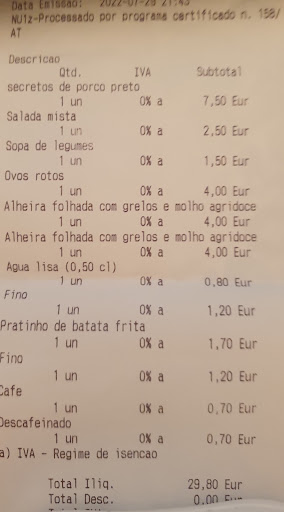 Data Emissao: 2022-07-28 21:43
NU1z-Processado por programa certificado n. 158/
AT
Descricao
Qtd. IVA Subtotal
secretos de porco preto
1 un 0% a 7,50 Eur
Salada mista
1 un 0% a 2,50 Eur
Sopa de legumes
1 un 0% a 1,50 Eur
Ovos rotos
1 un 0% a 4,00 Eur
Alheira folhada com grelos e molho agridoce
1 un 0% a 4,00 Eur
Alheira folhada com grelos e molho agridoce
1 un 0% a 4,00 Eur
Agua lisa (0,50 cl)
1 un 0% a 0,80 Eur
Fino
1 un 0% a 1,20 Eur
Pratinho de batata frita
1 un 0% a 1,70 Eur
Fino
1 un 0% a 1,20 Eur
Cafe
1 un 0% a 0,70 Eur
Descafeinado
1 un 0% a 0,70 Eur
a) IVA - Regime de isencao
Total Iliq. 29,80 Eur
Total Desc. 0,00 Eur